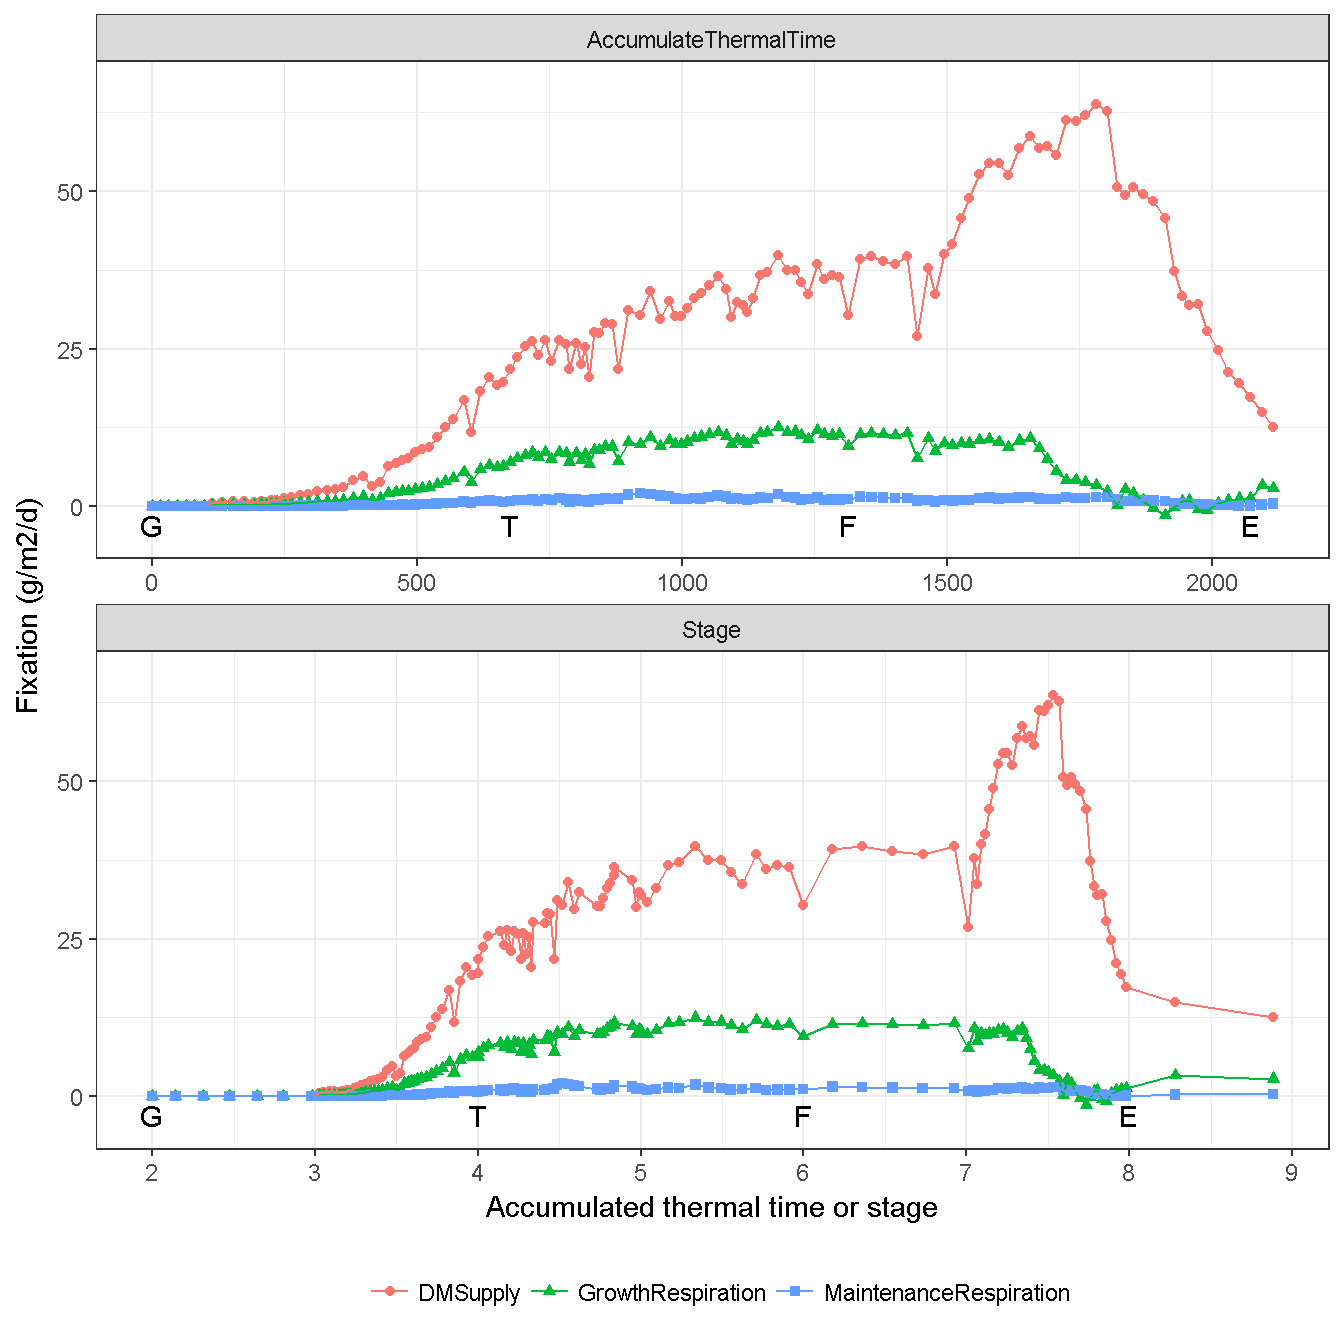 AccumulateThermalTime
50
25
0
G T F E
0 500 1000 1500 2000
Fixation (g/m2/d)
Stage
50
25
0
G T F E
2 3 4 5 6 7 8 9
Accumulated thermal time or stage
DMSupply GrowthRespiration MaintenanceRespiration